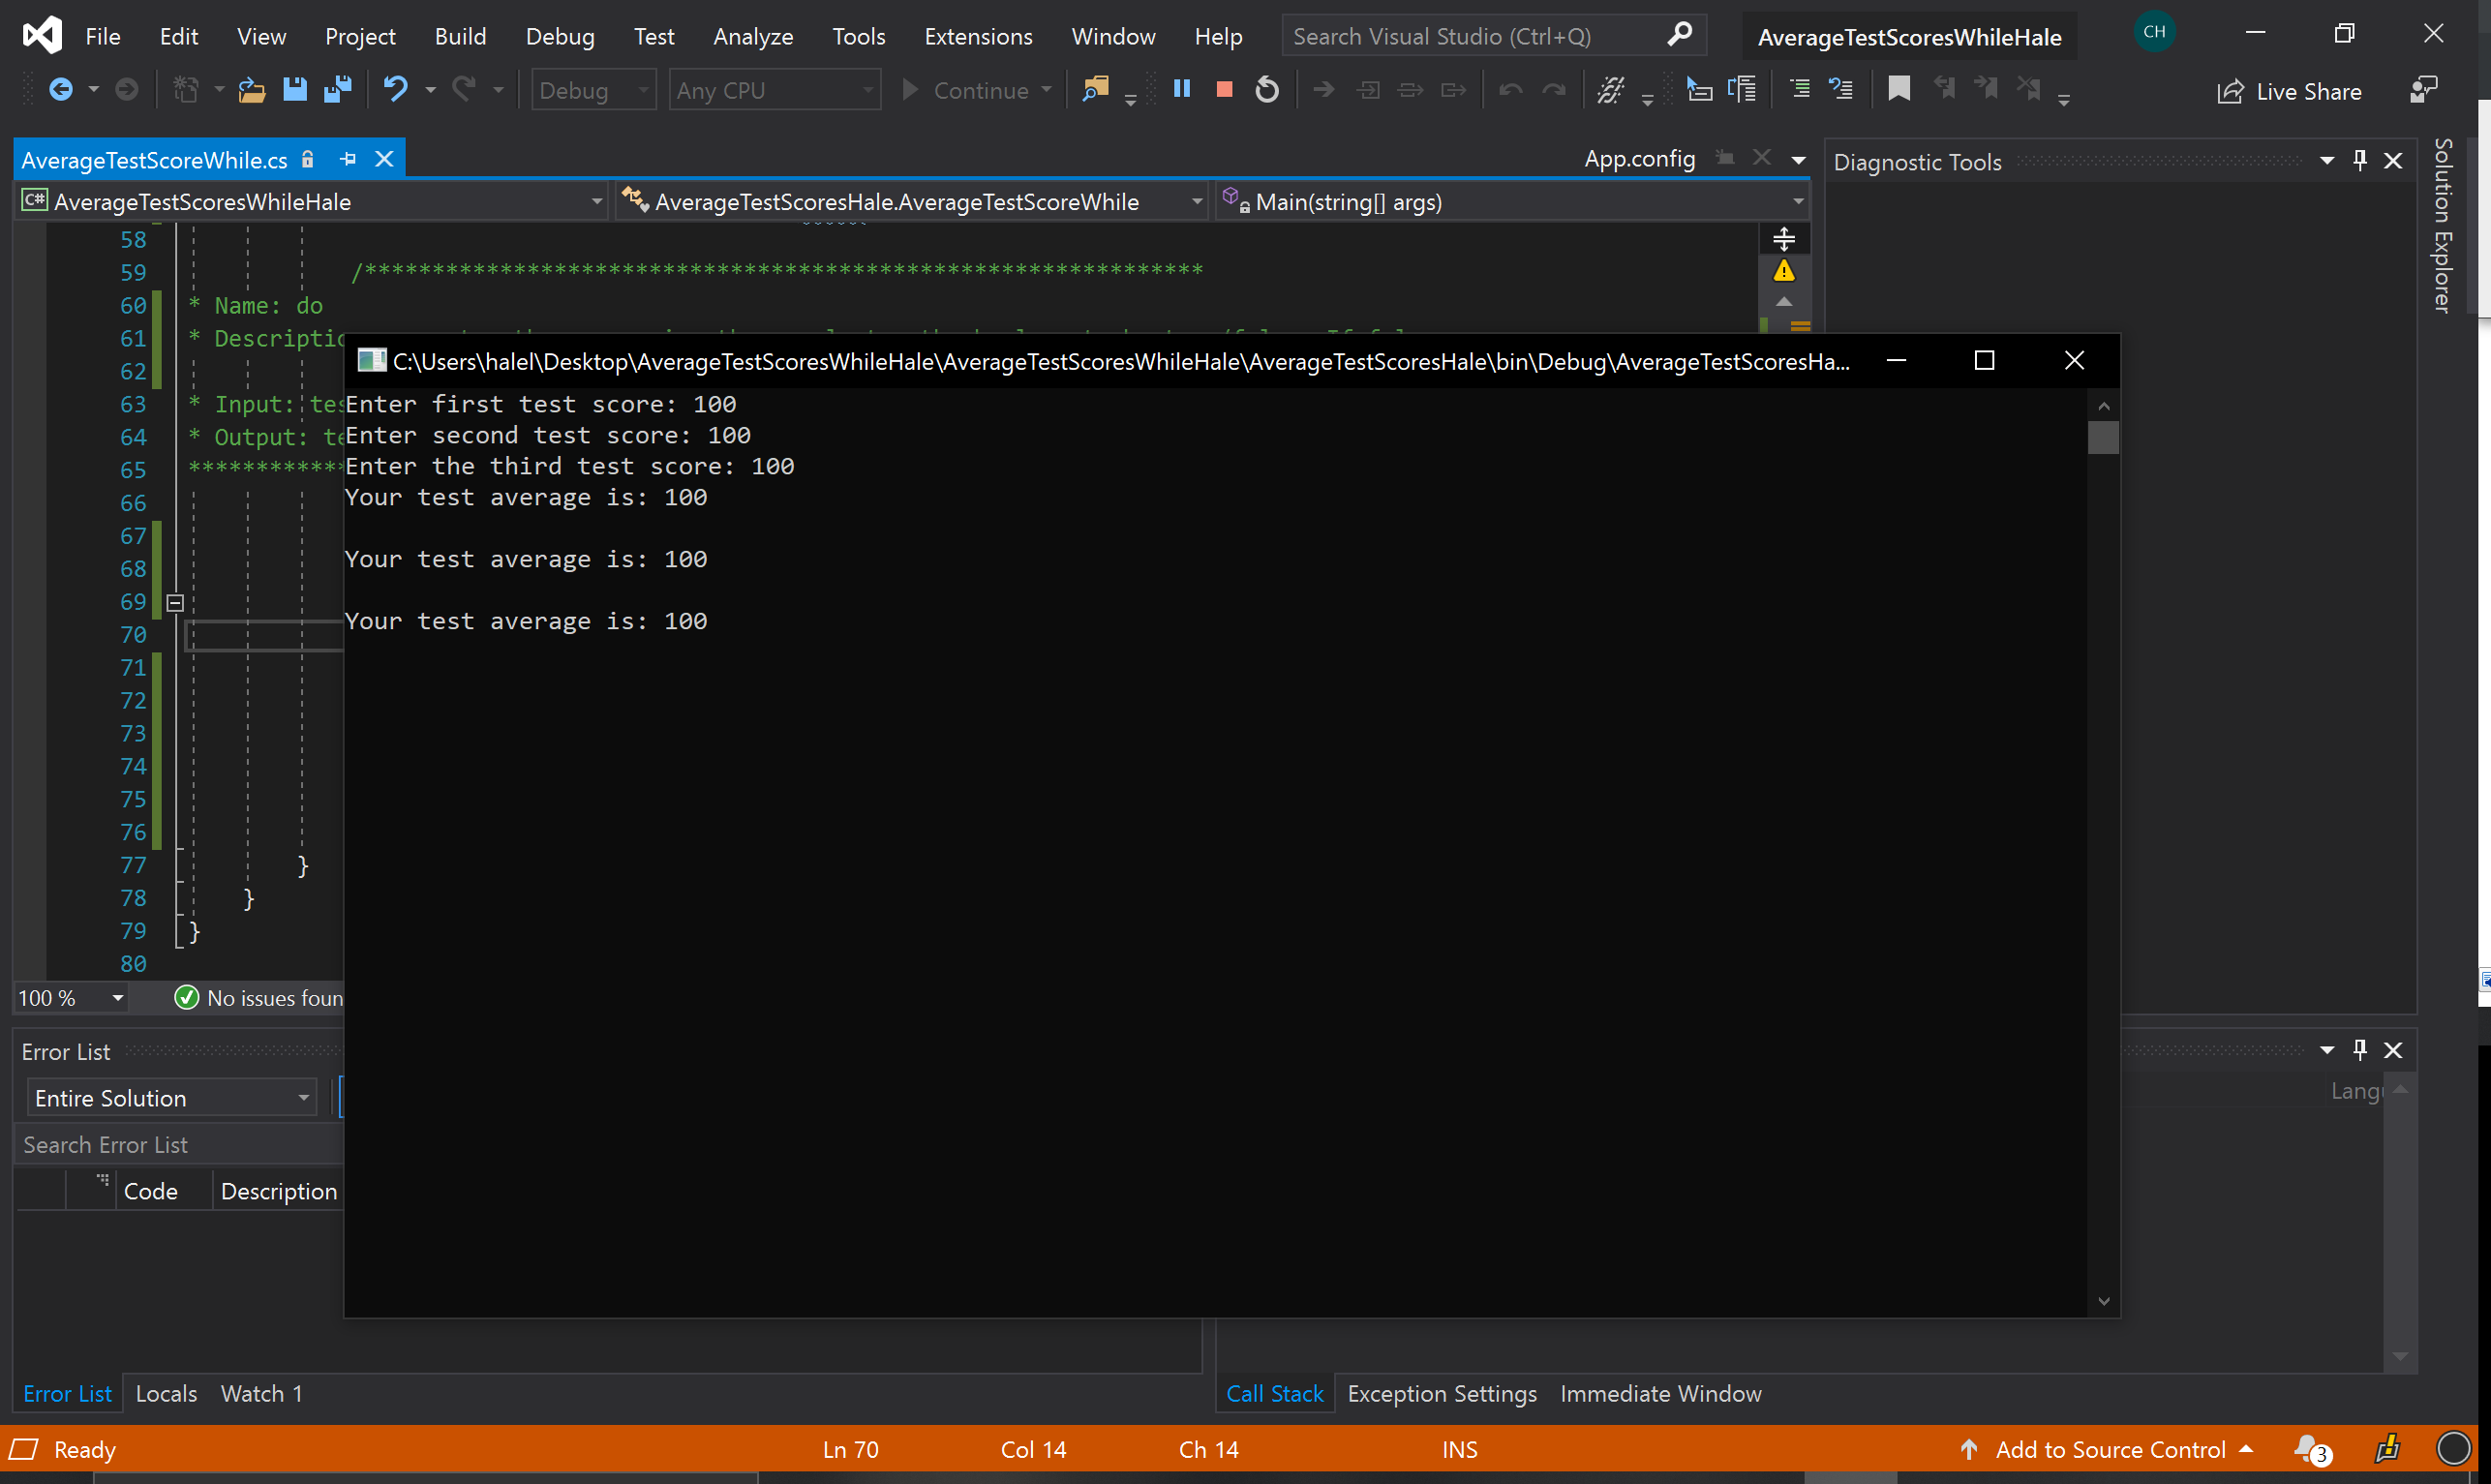 File Edit View Project Build Debug Test Analyze Tools Extensions Window Help Search Visual Studio (Ctrl+Q) AverageTestScoresWhileHale CH
Debug Any CPU Continue Live Share
AverageTestScoreWhile.cs App.config
AverageTestScoresWhileHale AverageTestScoresHale.AverageTestScoreWhile Main(string[] args)
Diagnostic Tools
Solution Explorer
58
59 /**************************************************************
60 * Name: do
61
62
63 * Input:
64 * Output:
65 ************
66
67
68
69
70
71
72
73
74
75
76
77 }
78 }
79 }
80
C:\Users\halel\Desktop\AverageTestScoresWhileHale\AverageTestScoresWhileHale\AverageTestScoresHale\bin\Debug\AverageTestScoresHa...
Enter first test score: 100
Enter second test score: 100
Enter the third test score: 100
Your test average is: 100
Your test average is: 100
Your test average is: 100
100 % No issues foun
Error List
Entire Solution
Search Error List
Code Description
Langu
Error List Locals Watch 1
Call Stack Exception Settings Immediate Window
Ready Ln 70 Col 14 Ch 14 INS Add to Source Control 3